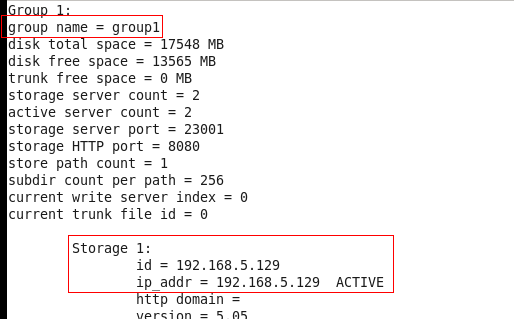 Group 1:
group name = group1
disk total space = 17548 MB
disk free space = 13565 MB
trunk free space = 0 MB
storage server count = 2
active server count = 2
storage server port = 23001
storage HTTP port = 8080
store path count = 1
subdir count per path = 256
current write server index = 0
current trunk file id = 0
Storage 1:
id = 192.168.5.129
ip_addr = 192.168.5.129 ACTIVE
http domain =
version = 5.05